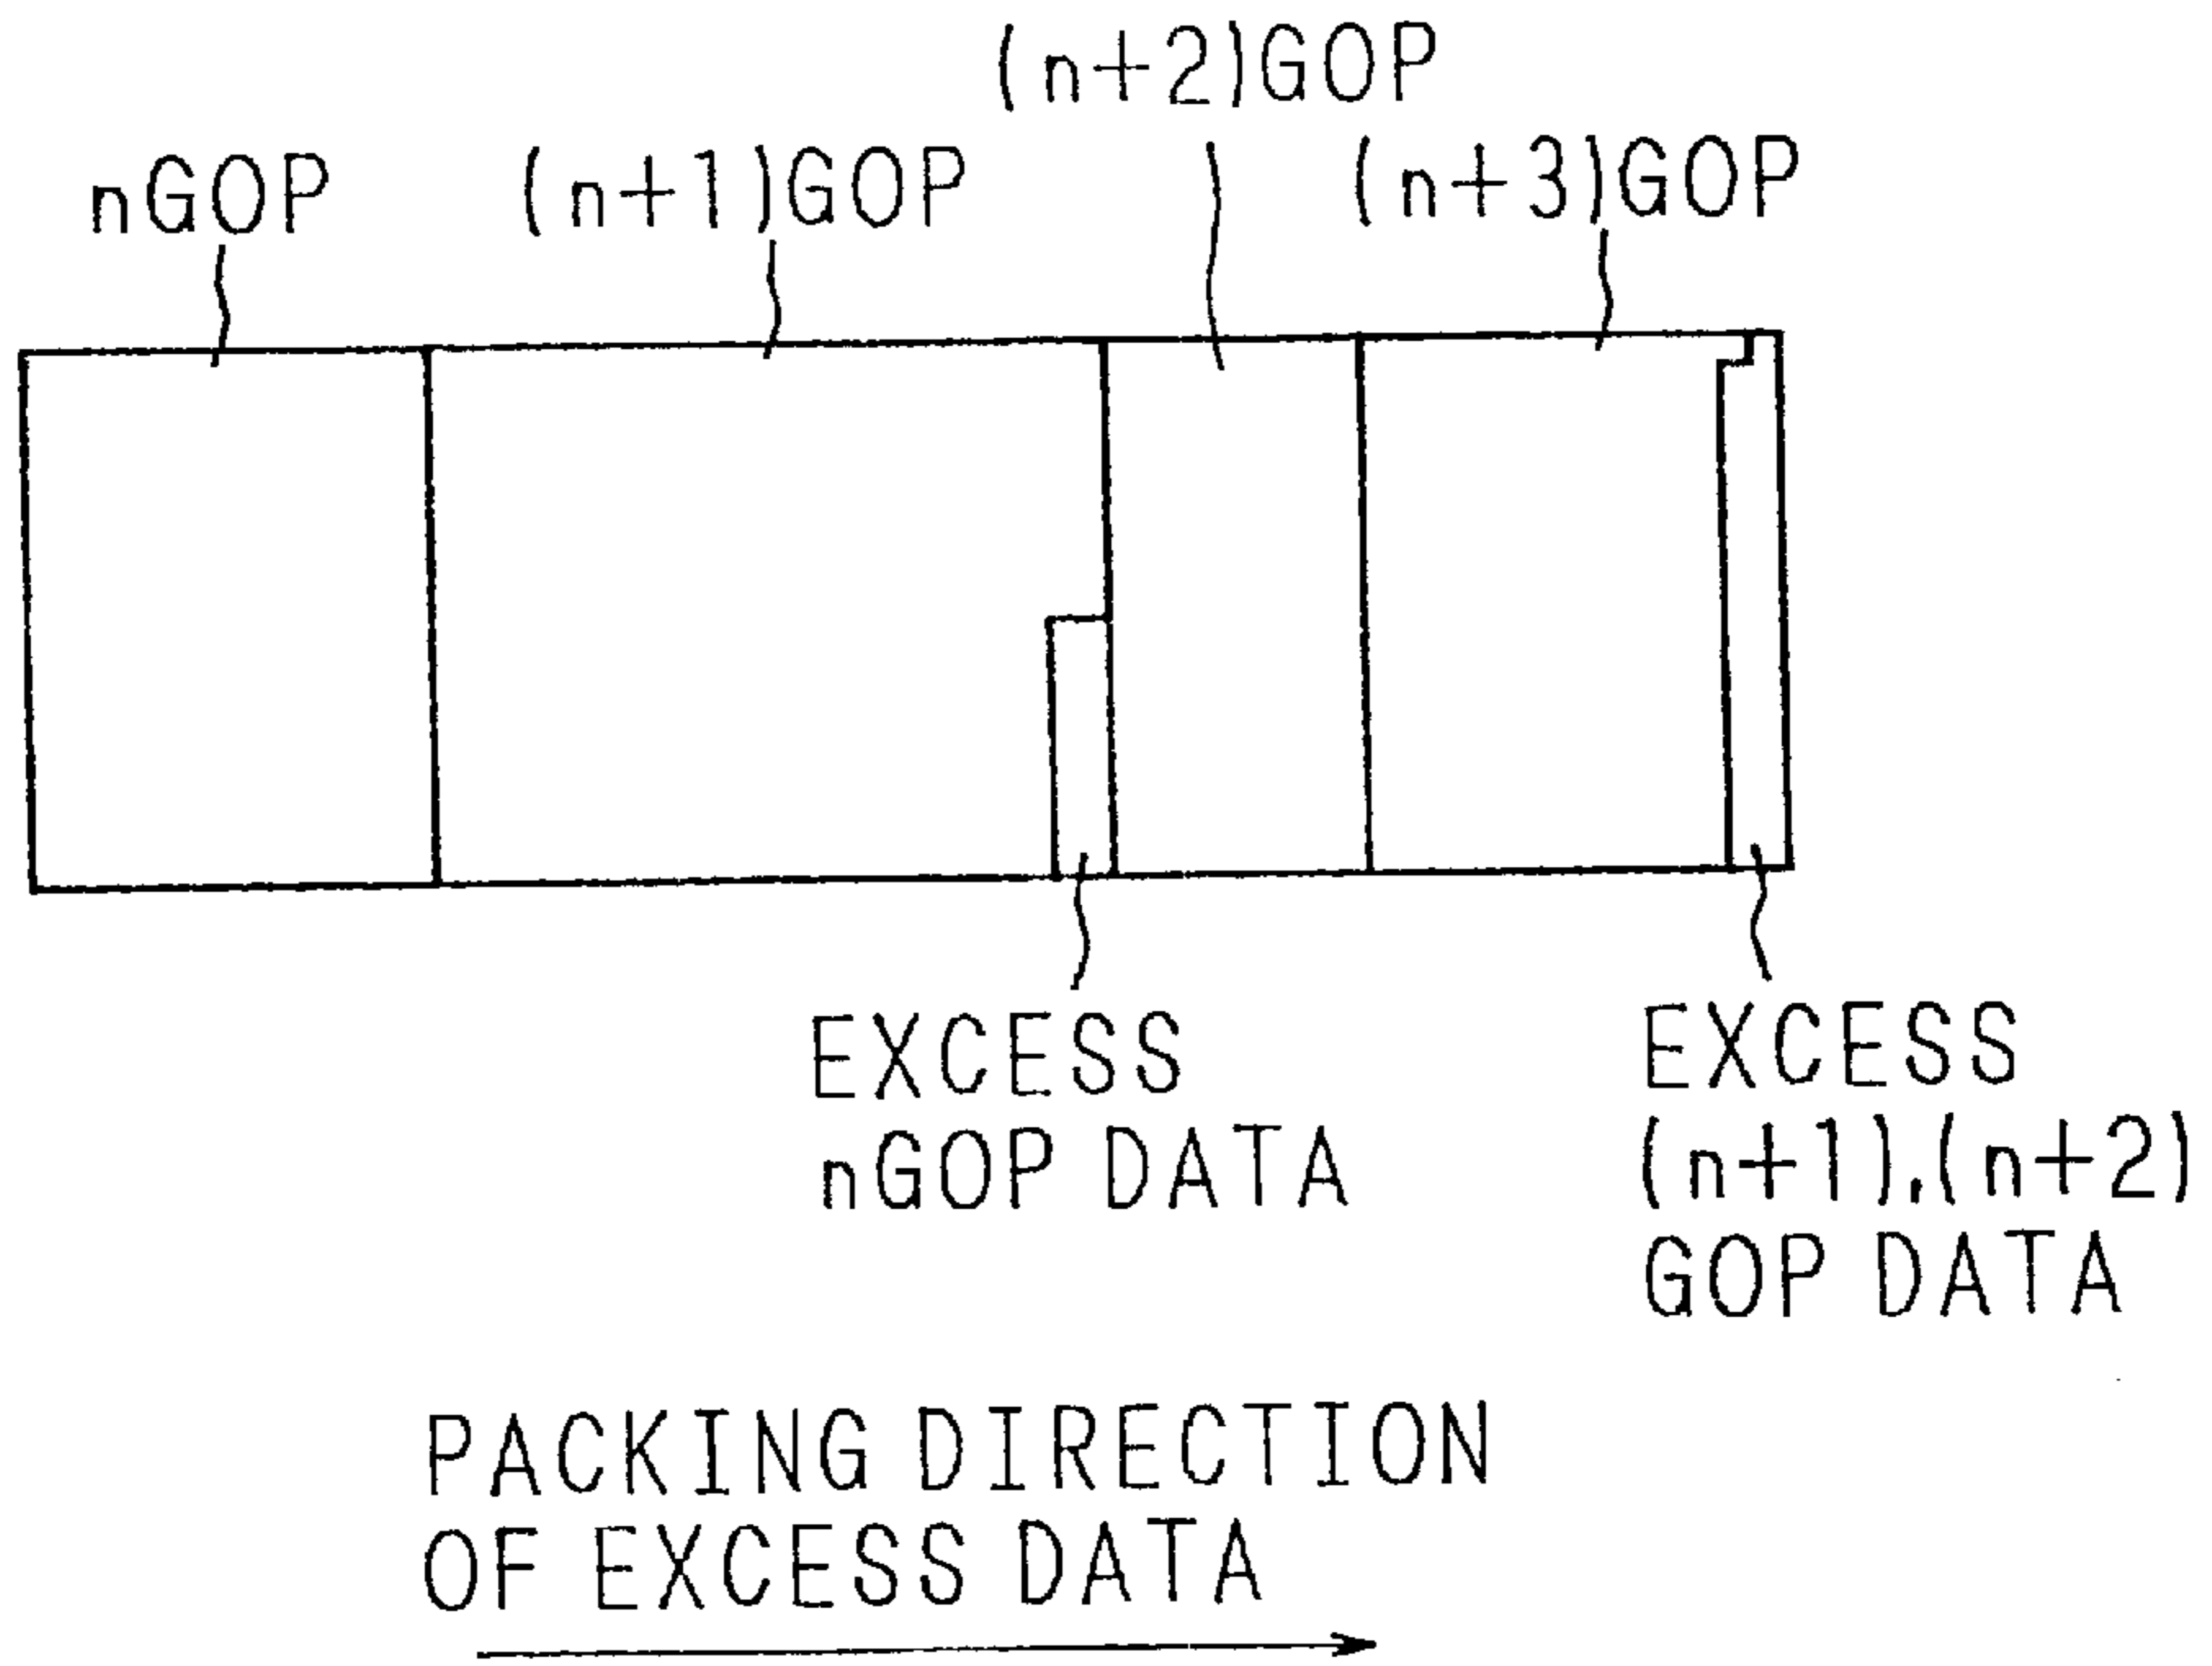 (n+2)GOP
nGOP
(n+1)GOP
(n+3)GOP
EXCESS
nGOP DATA
EXCESS
(n+1),(n+2)
GOP DATA
PACKING DIRECTION
OF EXCESS DATA